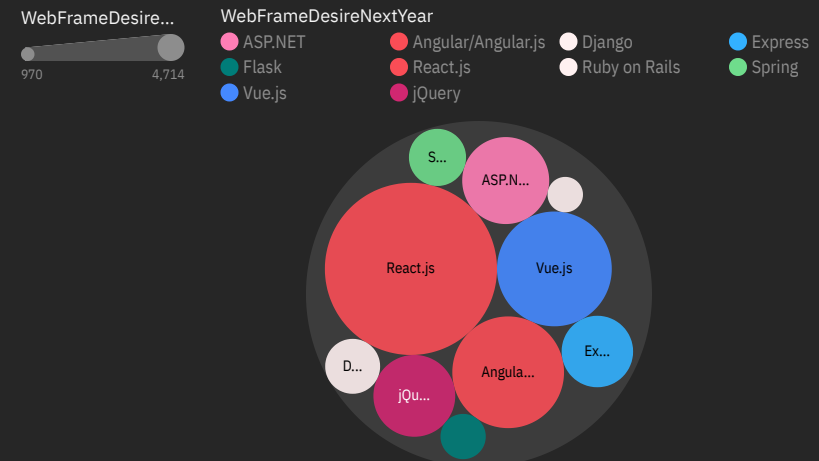 WebFrameDesire...
970 4,714
WebFrameDesireNextYear
ASP.NET Angular/Angular.js Django Express
Flask React.js Ruby on Rails Spring
Vue.js jQuery
S...
ASP.N...
React.js
Vue.js
Ex...
D...
Angula...
jQu...